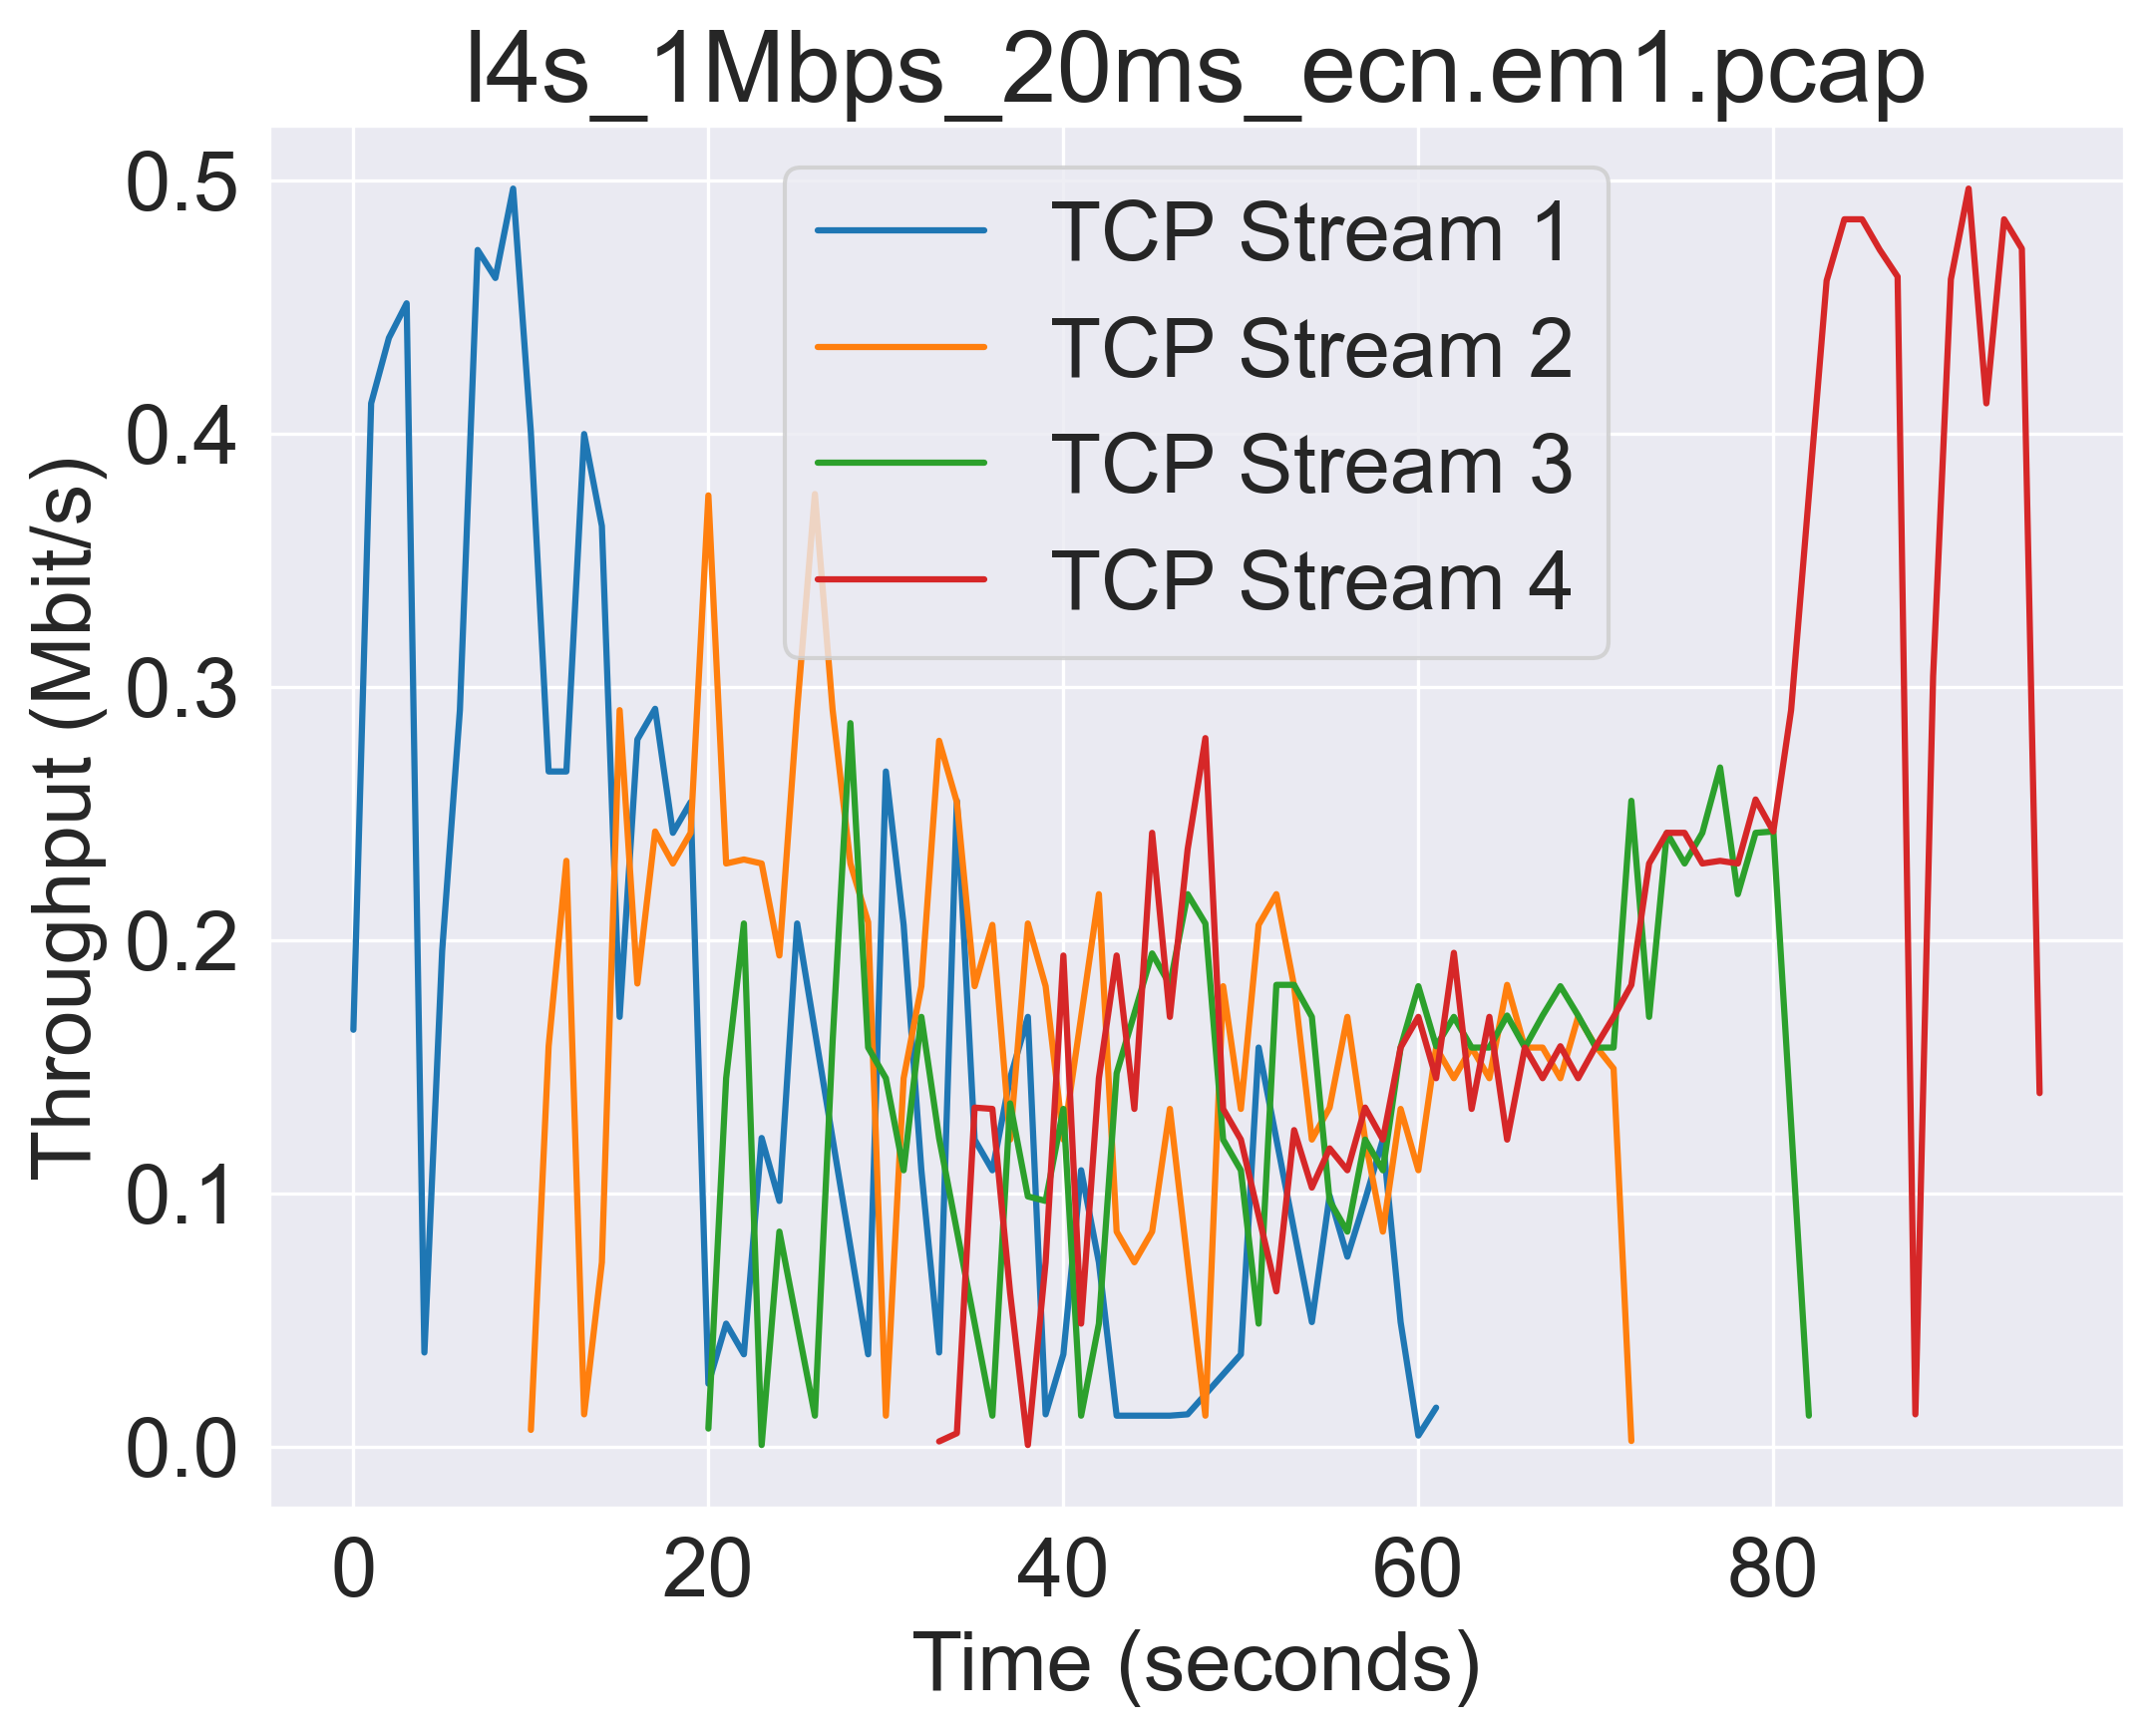 l4s_1Mbps_20ms_ecn.em1.pcap
TCP Stream 1
TCP Stream 2
TCP Stream 3
TCP Stream 4
Throughput (Mbit/s)
0.5
0.4
0.3
0.2
0.1
0.0
0 20 40 60 80
Time (seconds)